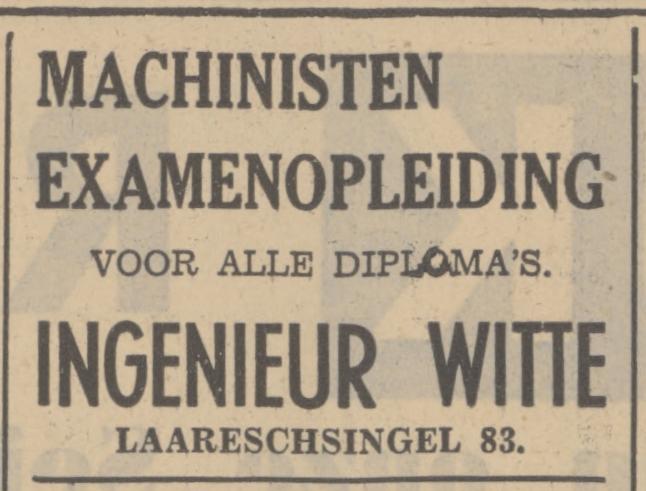 MACHINISTEN
EXAMENOPLEIDING
VOOR ALLE DIPLOMA'S.
INGENIEUR WITTE
LAARESCHSINGEL 83.